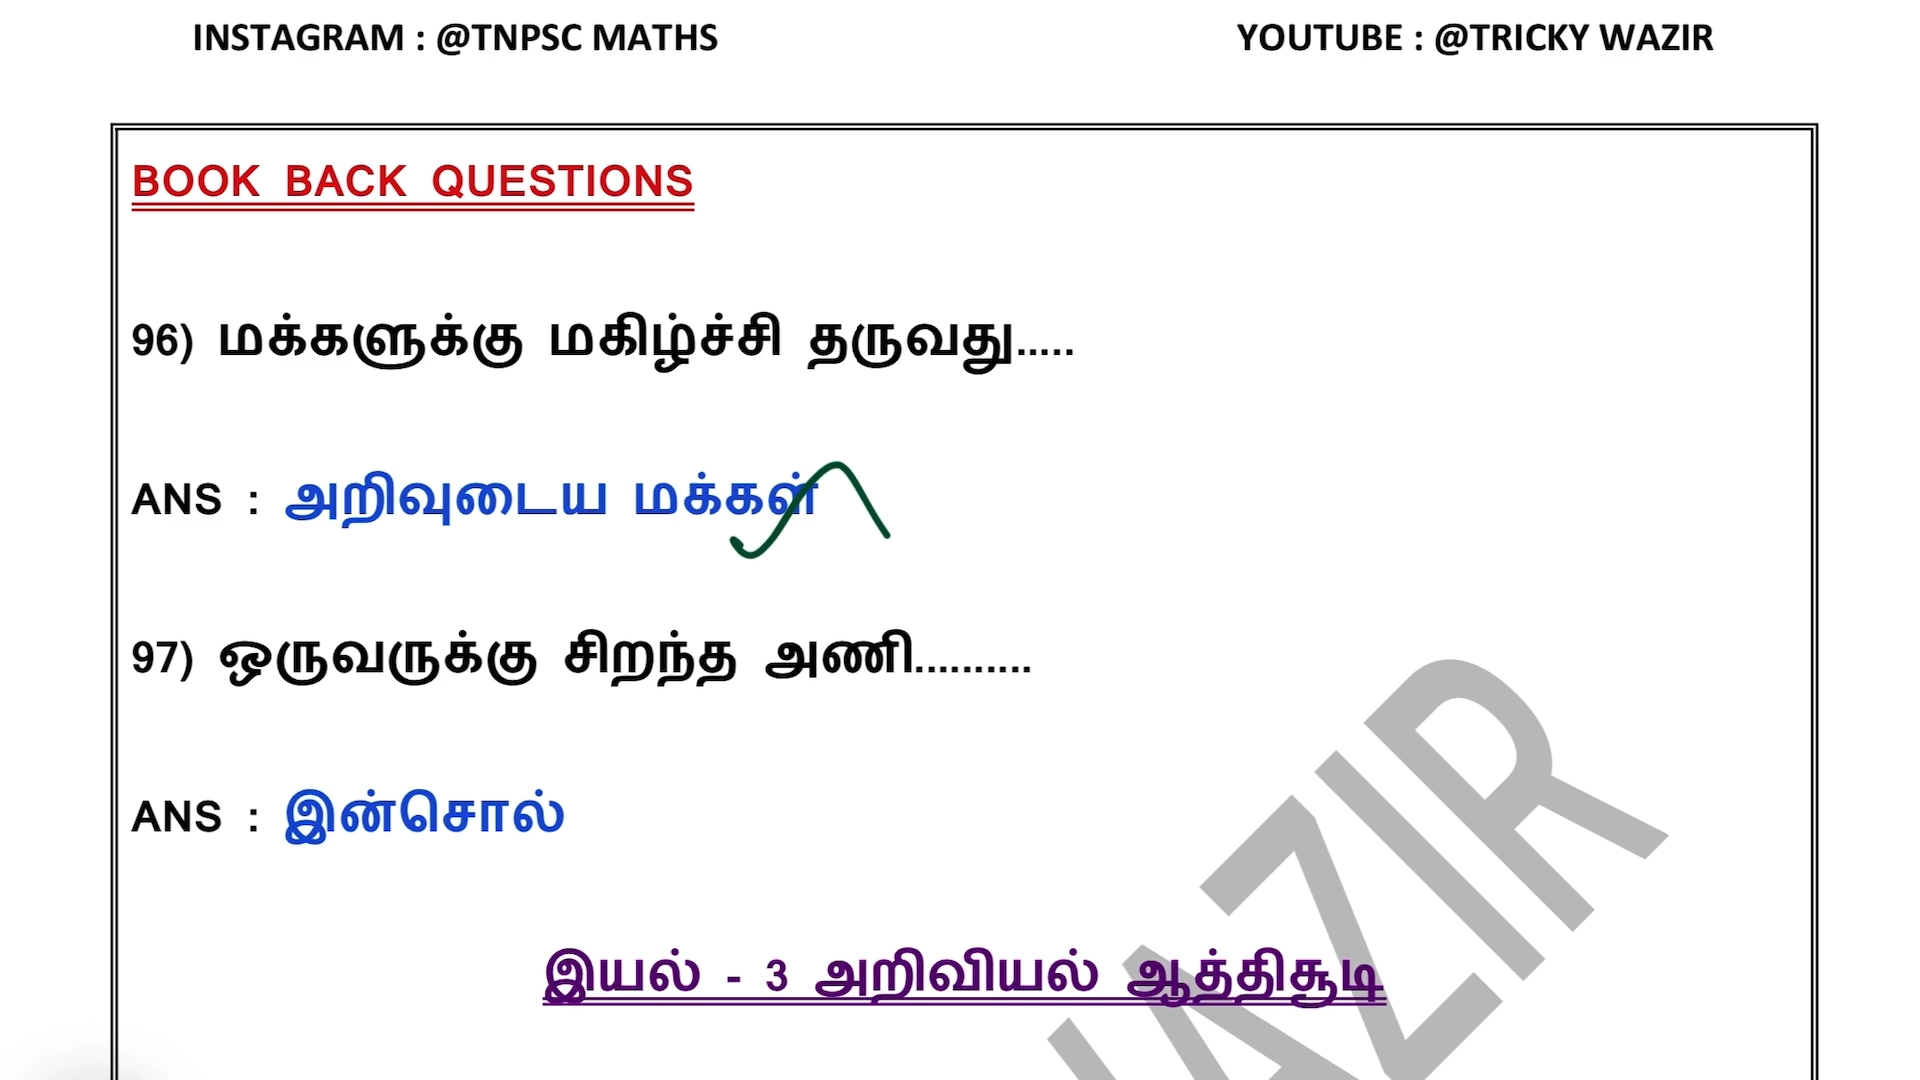 INSTAGRAM : @TNPSC MATHS
YOUTUBE : @TRICKY WAZIR
BOOK BACK QUESTIONS
96) மக்களுக்கு மகிழ்ச்சி தருவது.....
ANS : அறிவுடைய மக்கள்
97) ஒருவருக்கு சிறந்த அணி..........
ANS : இன்சொல்
இயல் - 3 அறிவியல் ஆத்திசூடி